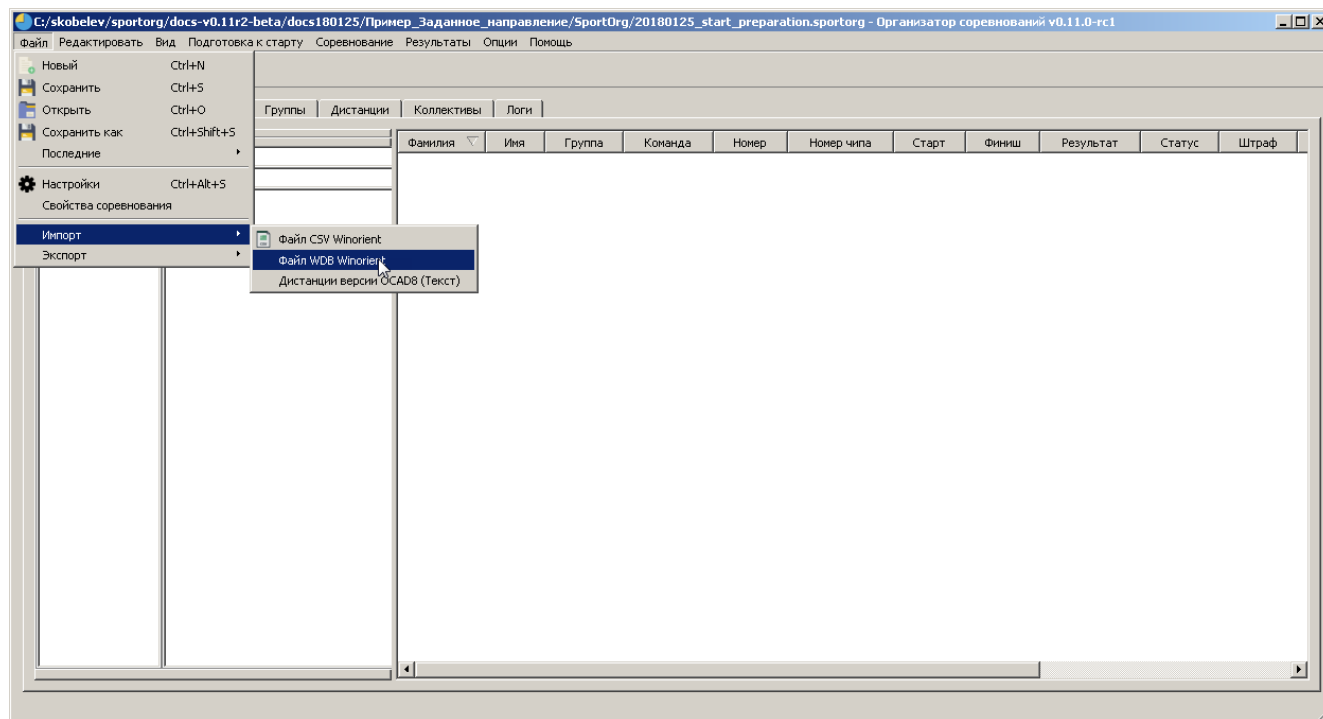 C:/skobelev/sportorg/docs-v0.11r2-beta/docs180125/Пример_Заданное_направление/SportOrg/20180125_start_preparation.sportorg - Организатор соревнований v0.11.0-rc1
Файл Редактировать Вид Подготовка к старту Соревнование Результаты Опции Помощь
Новый Ctrl+N
Сохранить Ctrl+S
Открыть Ctrl+O
Группы Дистанции Коллективы Логи
Сохранить как Ctrl+Shift+S
Фамилия Имя Группа Команда Номер Номер чипа Старт Финиш Результат Статус Штраф
Последние
Настройки Ctrl+Alt+S
Свойства соревнования
Импорт
Файл CSV Winorient
Экспорт
Файл WDB Winorient
Дистанции версии OCAD8 (Текст)